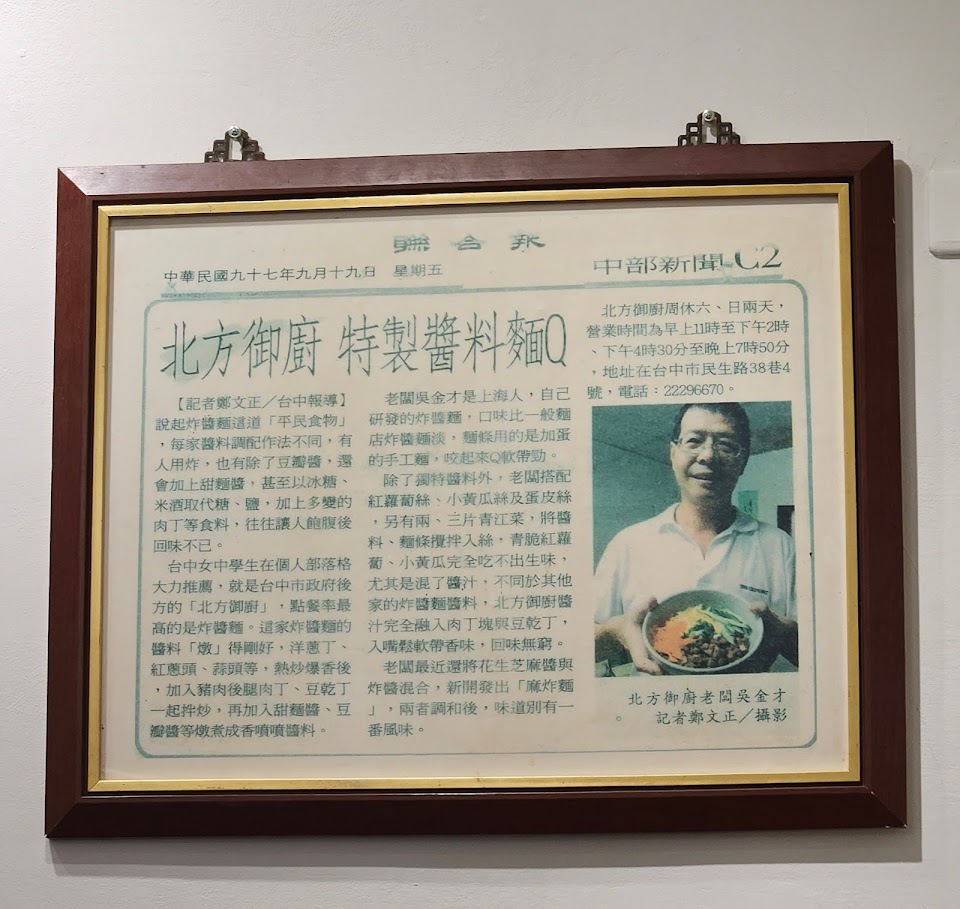 聯合報
中華民國九十七年九月十九日 星期五
中部新聞 C2
北方御廚 特製醬料麵Q
【記者鄭文正／台中報導】
說起炸醬麵這道「平民食物」
，每家醬料調配作法不同，有
人用炸，也有除了豆瓣醬，還
會加上甜麵醬，甚至以冰糖、
米酒取代糖、鹽，加上多變的
肉丁等食料，往往讓人飽腹後
回味不已。
台中女中學生在個人部落格
大力推薦，就是台中市政府後
方的「北方御廚」，點餐率最
高的是炸醬麵。這家炸醬麵的
醬料「燉」得剛好，洋蔥丁、
紅蔥頭、蒜頭等，熱炒爆香後
，加入豬肉後腿肉丁、豆乾丁
一起拌炒，再加入甜麵醬、豆
瓣醬等燉煮成香噴噴醬料。
老闆吳金才是上海人，自己
研發的炸醬麵，口味比一般麵
店炸醬麵淡，麵條用的是加蛋
的手工麵，咬起來Q軟帶勁。
除了獨特醬料外，老闆搭配
紅蘿蔔絲、小黃瓜絲及蛋皮絲
，另有兩、三片青江菜，將醬
料、麵條攪拌入絲，青脆紅蘿
蔔、小黃瓜完全吃不出生味，
尤其是混了醬汁，不同於其他
家的炸醬麵醬料，北方御廚醬
汁完全融入肉丁塊與豆乾丁，
入嘴鬆軟帶香味，回味無窮。
老闆最近還將花生芝麻醬與
炸醬混合，新開發出「麻炸麵
」，兩者調和後，味道別有一
番風味。
北方御廚周休六、日兩天，
營業時間為早上11時至下午2時
、下午4時30分至晚上7時50分
，地址在台中市民生路38巷4
號，電話：22296670。
北方御廚老闆吳金才
。 記者鄭文正／攝影